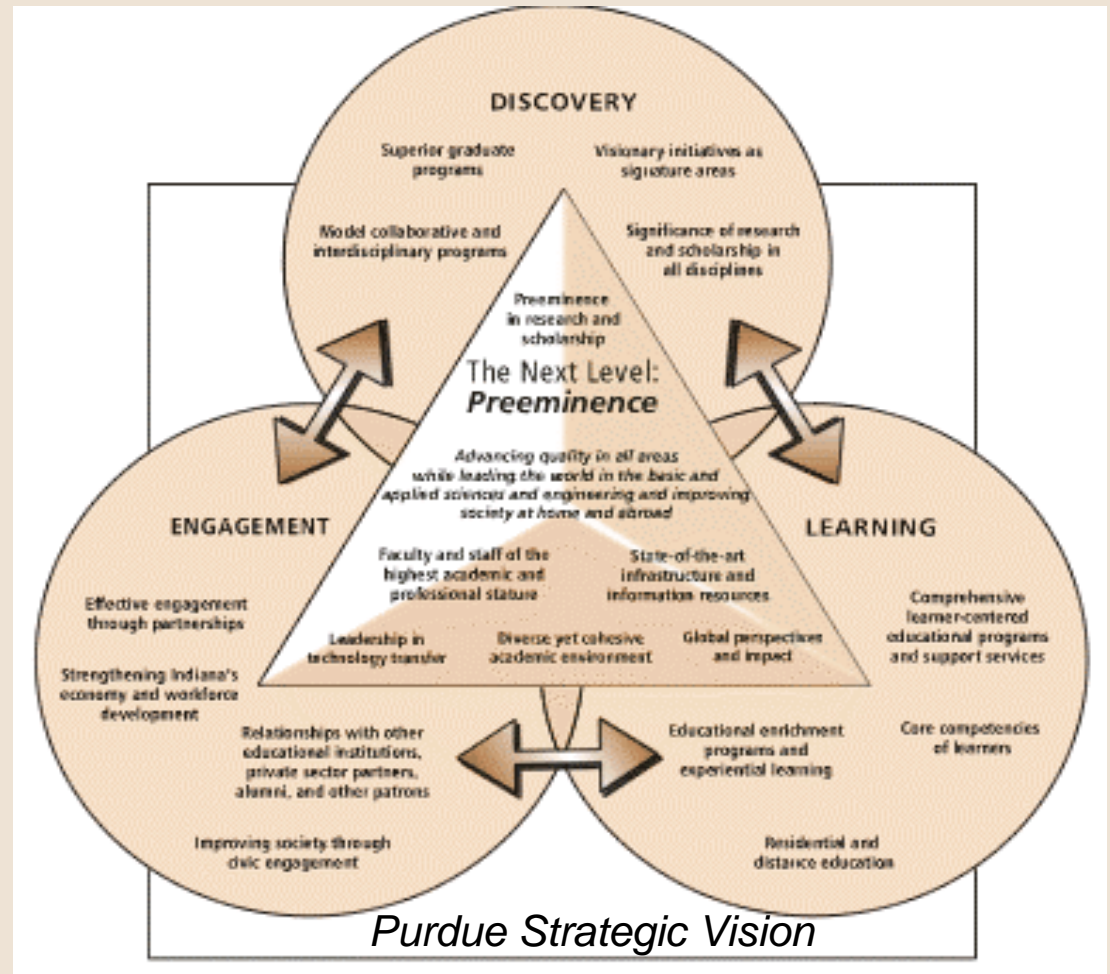 DISCOVERY
Superior graduate
programs
Visionary initiatives as
signature areas
Model collaborative and
interdisciplinary programs
Significance of research
and scholarship in
all disciplines
Preeminence
in research and
scholarship
The Next Level:
Preeminence
Advancing quality in all areas
while leading the world in the basic and
applied sciences and engineering and improving
society at home and abroad
Faculty and staff of the
highest academic and
professional stature
State-of-the-art
infrastructure and
information resources
Leadership in
technology transfer
Diverse yet cohesive
academic environment
Global perspectives
and impact
ENGAGEMENT
Effective engagement
through partnerships
Strengthening Indiana's
economy and workforce
development
Relationships with other
educational institutions,
private sector partners,
alumni, and other patrons
Improving society through
civic engagement
LEARNING
Comprehensive
learner-centered
educational programs
and support services
Core competencies
of learners
Educational enrichment
programs and
experiential learning
Residential and
distance education
Purdue Strategic Vision